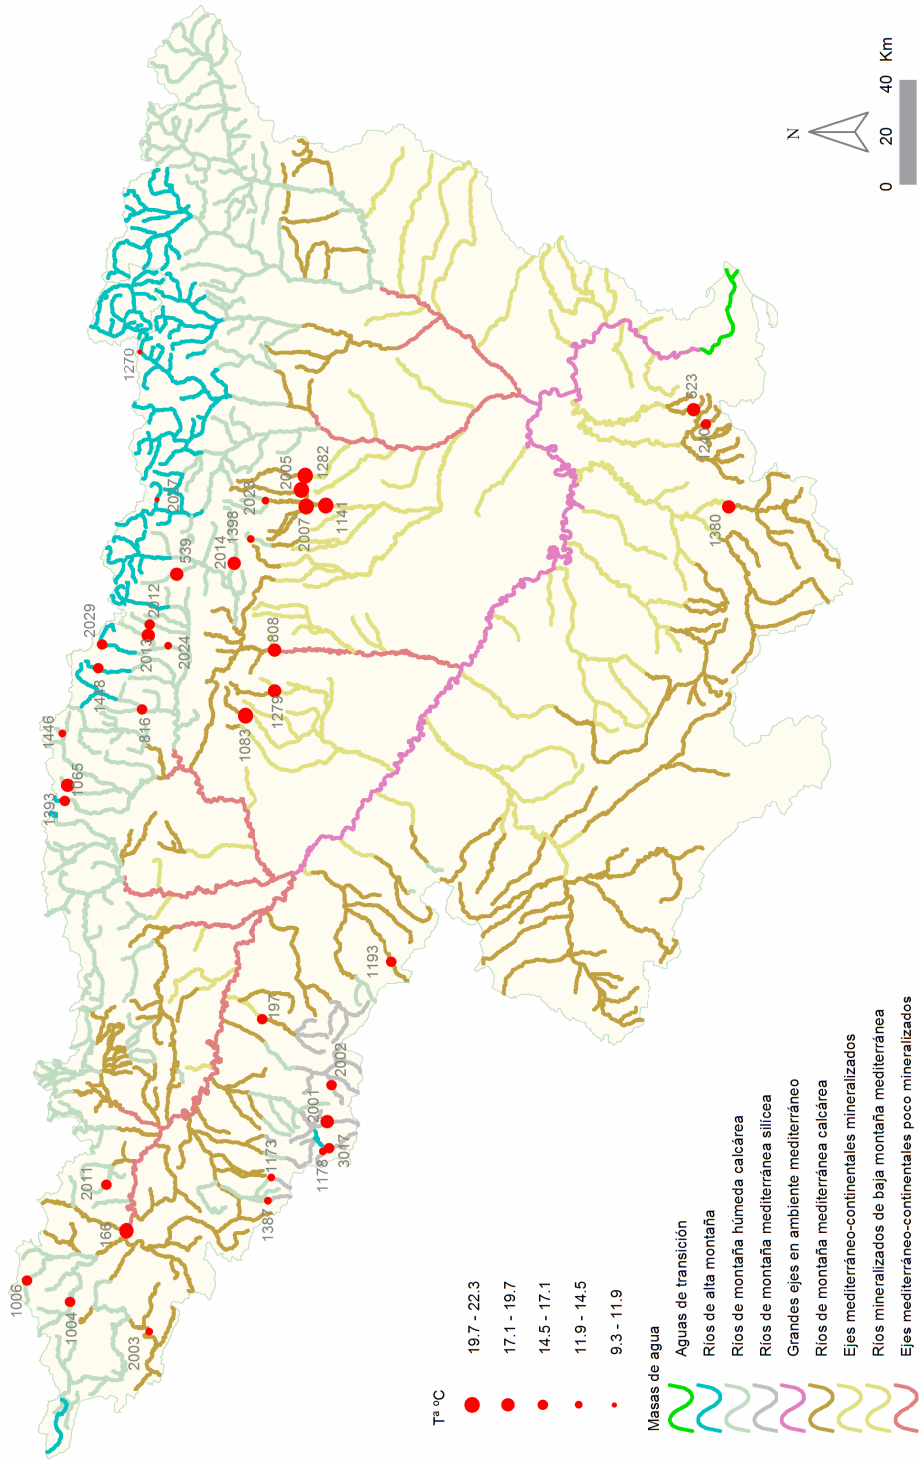 N
0 20 40 Km
1270
2027
2029
539
2012
2013
2024
1448
816
1446
1065
1393
2014
1398
2028
2005
1282
2007
1141
808
1279
1083
623
1240
1380
1193
197
2002
2001
3017
1178
1173
1387
2011
166
1006
1004
2003
Tª ºC
19.7 - 22.3
17.1 - 19.7
14.5 - 17.1
11.9 - 14.5
9.3 - 11.9
Masas de agua
Aguas de transición
Ríos de alta montaña
Ríos de montaña húmeda calcárea
Ríos de montaña mediterránea silícea
Grandes ejes en ambiente mediterráneo
Ríos de montaña mediterránea calcárea
Ejes mediterráneo-continentales mineralizados
Ríos mineralizados de baja montaña mediterránea
Ejes mediterráneo-continentales poco mineralizados